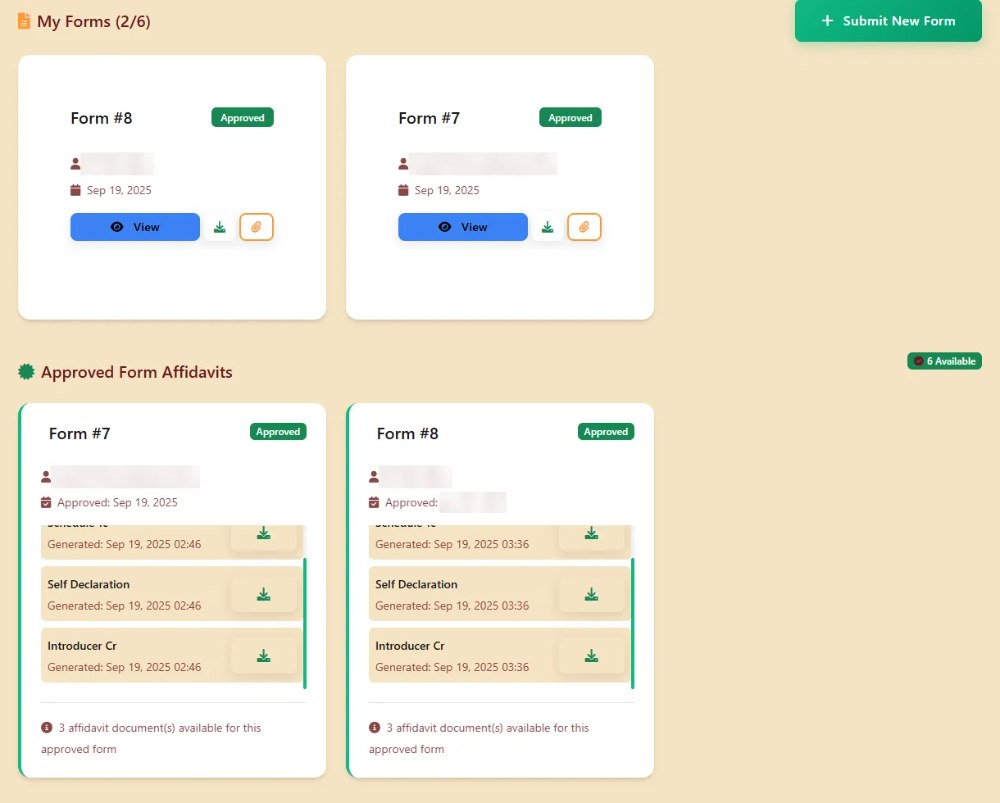 My Forms (2/6)
+ Submit New Form
Form #8
Approved
Sep 19, 2025
View
Form #7
Approved
Sep 19, 2025
View
Approved Form Affidavits
6 Available
Form #7
Approved
Approved: Sep 19, 2025
Generated: Sep 19, 2025 02:46
Self Declaration
Generated: Sep 19, 2025 02:46
Introducer Cr
Generated: Sep 19, 2025 02:46
3 affidavit document(s) available for this
approved form
Form #8
Approved
Approved:
Generated: Sep 19, 2025 03:36
Self Declaration
Generated: Sep 19, 2025 03:36
Introducer Cr
Generated: Sep 19, 2025 03:36
3 affidavit document(s) available for this
approved form